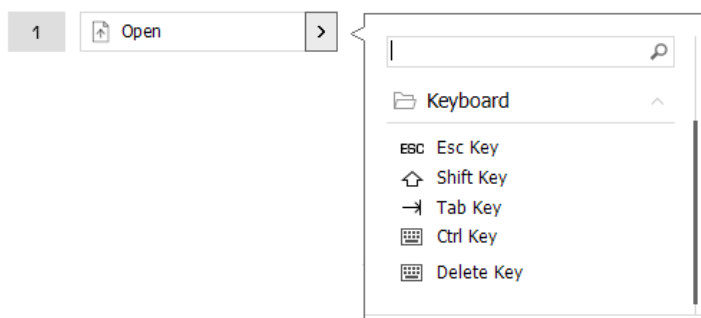 1 Open >
Keyboard
ESC Esc Key
Shift Key
Tab Key
Ctrl Key
Delete Key